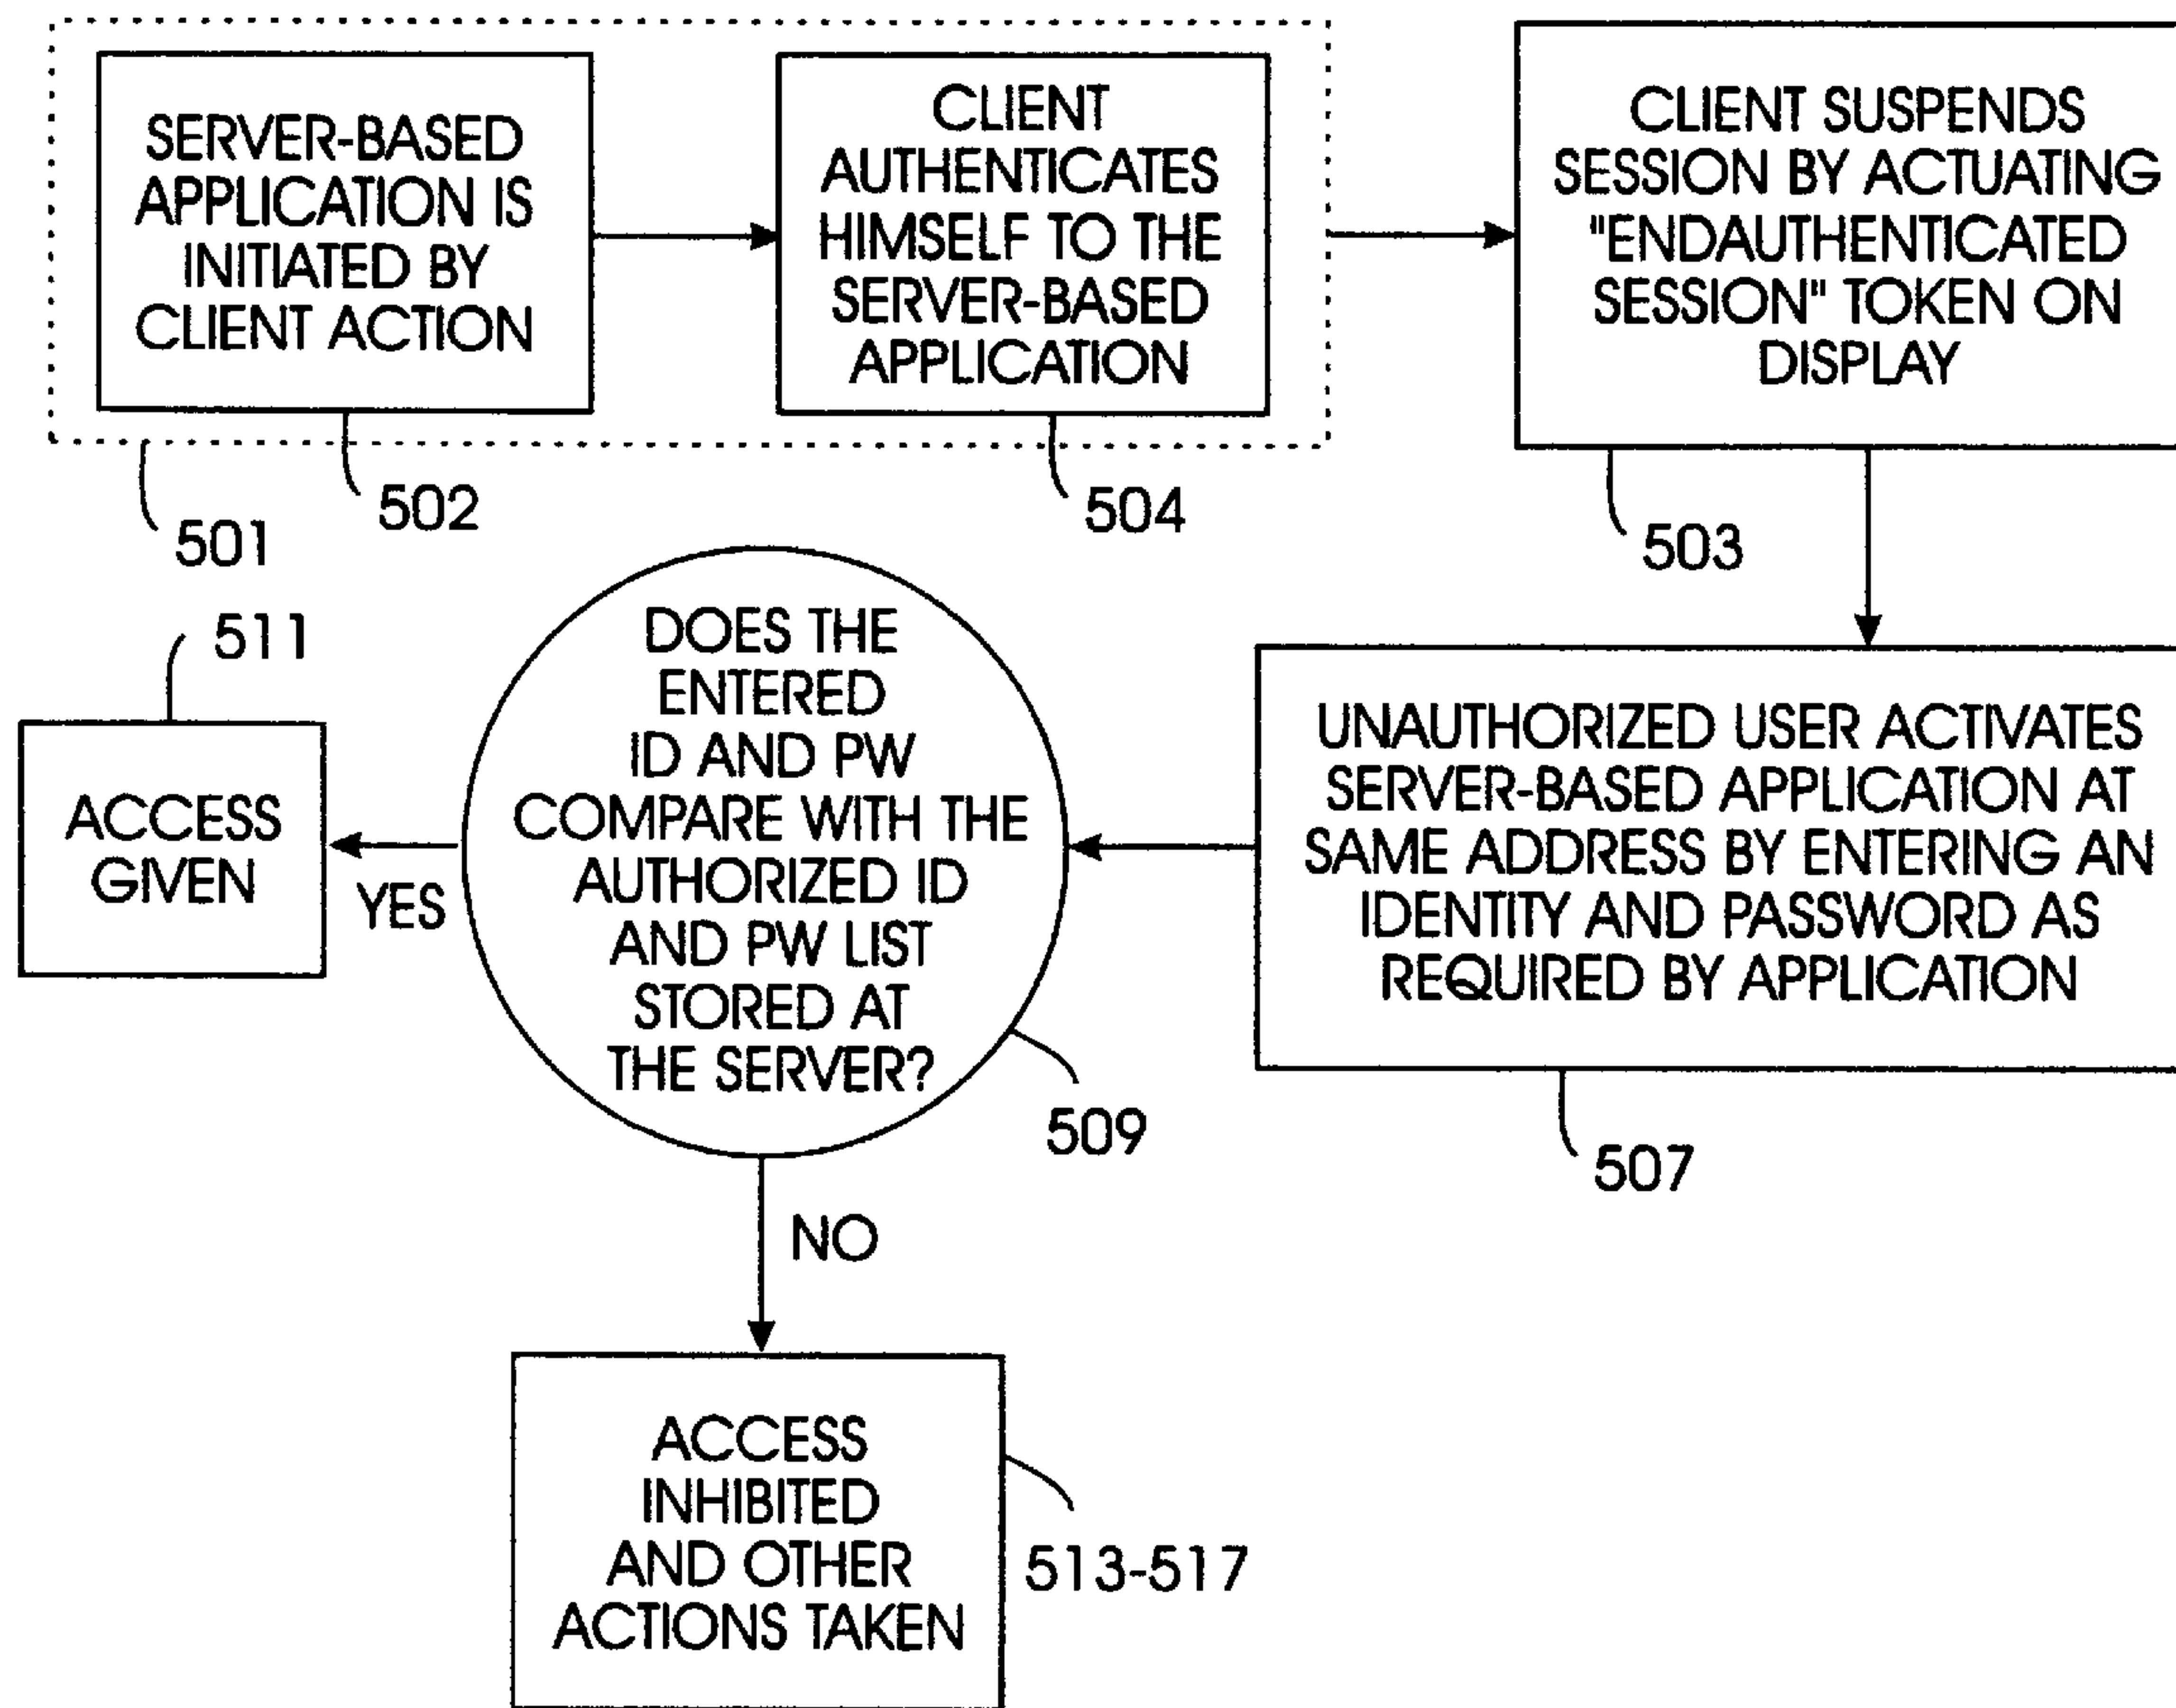 SERVER-BASED
APPLICATION IS
INITIATED BY
CLIENT ACTION
CLIENT
AUTHENTICATES
HIMSELF TO THE
SERVER-BASED
APPLICATION
CLIENT SUSPENDS
SESSION BY ACTUATING
"ENDAUTHENTICATED
SESSION" TOKEN ON
DISPLAY
501
502
504
503
UNAUTHORIZED USER ACTIVATES
SERVER-BASED APPLICATION AT
SAME ADDRESS BY ENTERING AN
IDENTITY AND PASSWORD AS
REQUIRED BY APPLICATION
507
DOES THE
ENTERED
ID AND PW
COMPARE WITH THE
AUTHORIZED ID
AND PW LIST
STORED AT
THE SERVER?
509
YES
511
ACCESS
GIVEN
NO
ACCESS
INHIBITED
AND OTHER
ACTIONS TAKEN
513-517